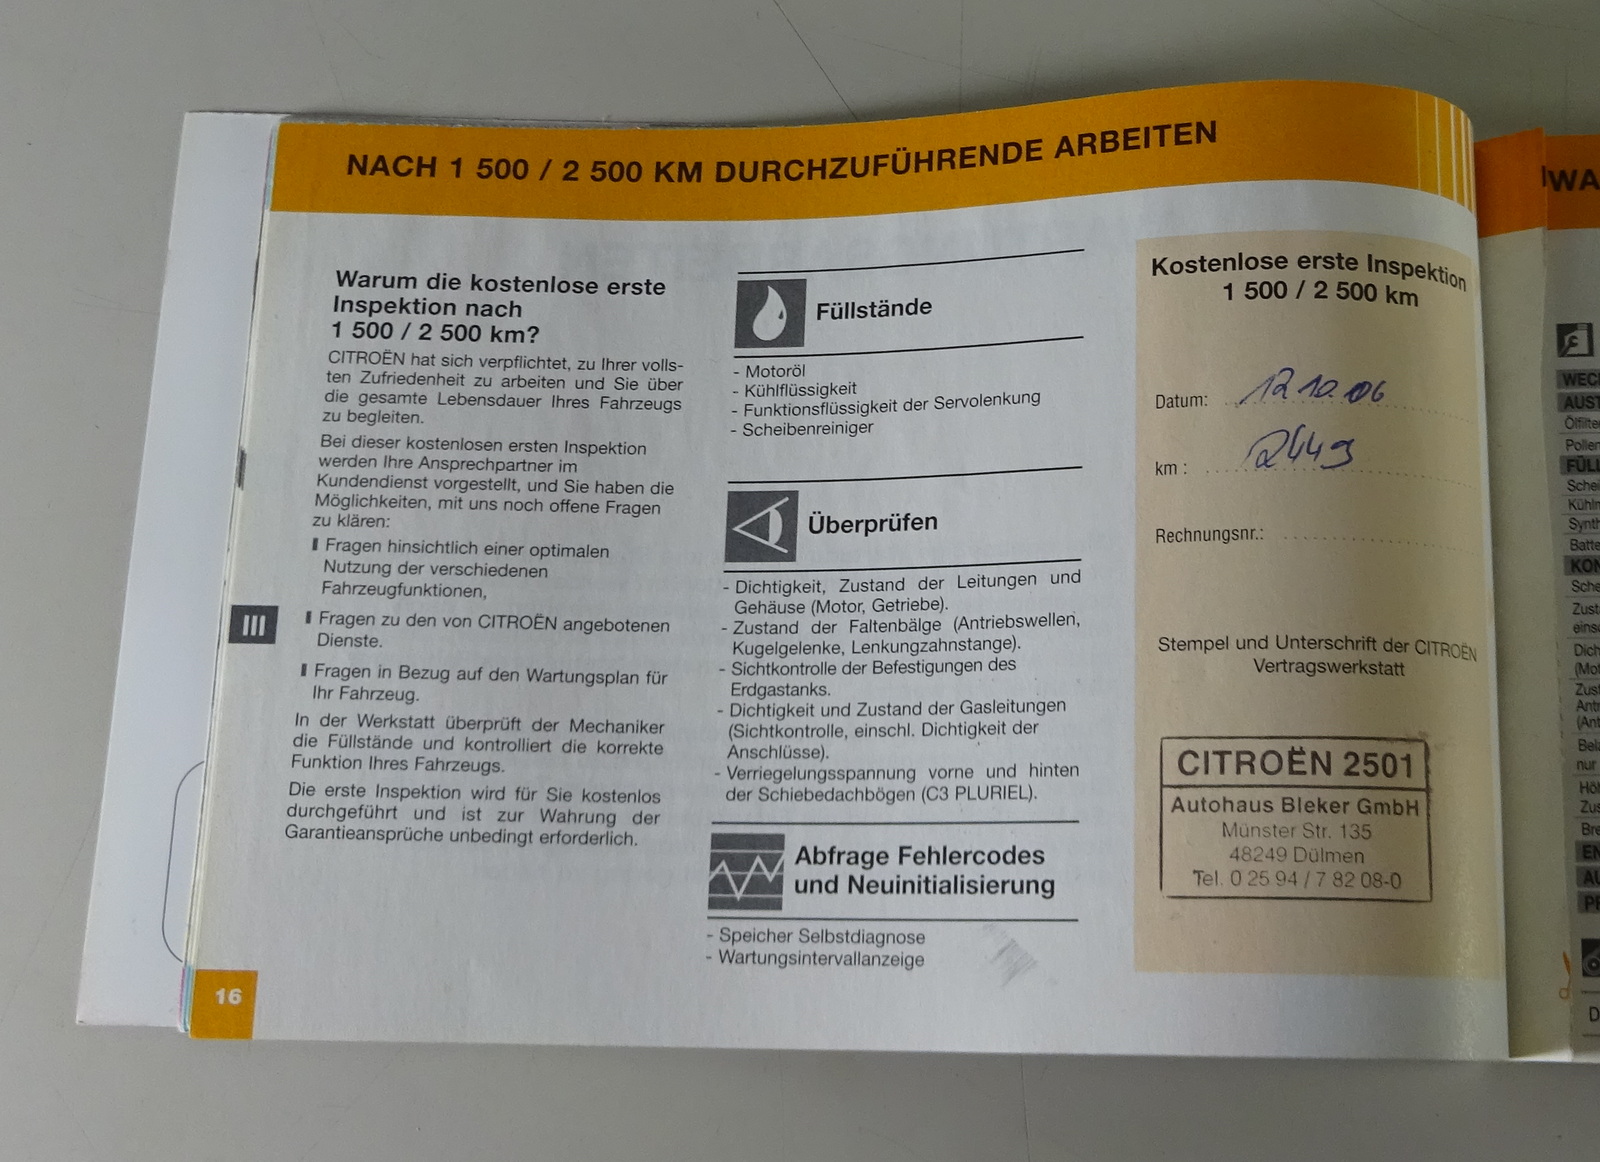 NACH 1 500 / 2 500 KM DURCHZUFÜHRENDE ARBEITEN
Warum die kostenlose erste
Inspektion nach
1 500 / 2 500 km?
CITROËN hat sich verpflichtet, zu Ihrer volls-
ten Zufriedenheit zu arbeiten und Sie über
die gesamte Lebensdauer Ihres Fahrzeugs
zu begleiten.
Bei dieser kostenlosen ersten Inspektion
werden Ihre Ansprechpartner im
Kundendienst vorgestellt, und Sie haben die
Möglichkeiten, mit uns noch offene Fragen
zu klären:
Fragen hinsichtlich einer optimalen
Nutzung der verschiedenen
Fahrzeugfunktionen,
Fragen zu den von CITROËN angebotenen
Dienste.
Fragen in Bezug auf den Wartungsplan für
Ihr Fahrzeug.
In der Werkstatt überprüft der Mechaniker
die Füllstände und kontrolliert die korrekte
Funktion Ihres Fahrzeugs.
Die erste Inspektion wird für Sie kostenlos
durchgeführt und ist zur Wahrung der
Garantieansprüche unbedingt erforderlich.
III
16
Füllstände
- Motoröl
- Kühlflüssigkeit
- Funktionsflüssigkeit der Servolenkung
- Scheibenreiniger
Überprüfen
- Dichtigkeit, Zustand der Leitungen und
Gehäuse (Motor, Getriebe).
- Zustand der Faltenbälge (Antriebswellen,
Kugelgelenke, Lenkungzahnstange).
- Sichtkontrolle der Befestigungen des
Erdgastanks.
- Dichtigkeit und Zustand der Gasleitungen
(Sichtkontrolle, einschl. Dichtigkeit der
Anschlüsse).
- Verriegelungsspannung vorne und hinten
der Schiebedachbögen (C3 PLURIEL).
Abfrage Fehlercodes
und Neuinitialisierung
- Speicher Selbstdiagnose
- Wartungsintervallanzeige
Kostenlose erste Inspektion
1 500 / 2 500 km
Datum: 12 10. 06
km : 2449
Rechnungsnr.:
Stempel und Unterschrift der CITROËN
Vertragswerkstatt
CITROËN 2501
Autohaus Bleker GmbH
Münster Str. 135
48249 Dülmen
Tel. 0 25 94 / 7 82 08-0